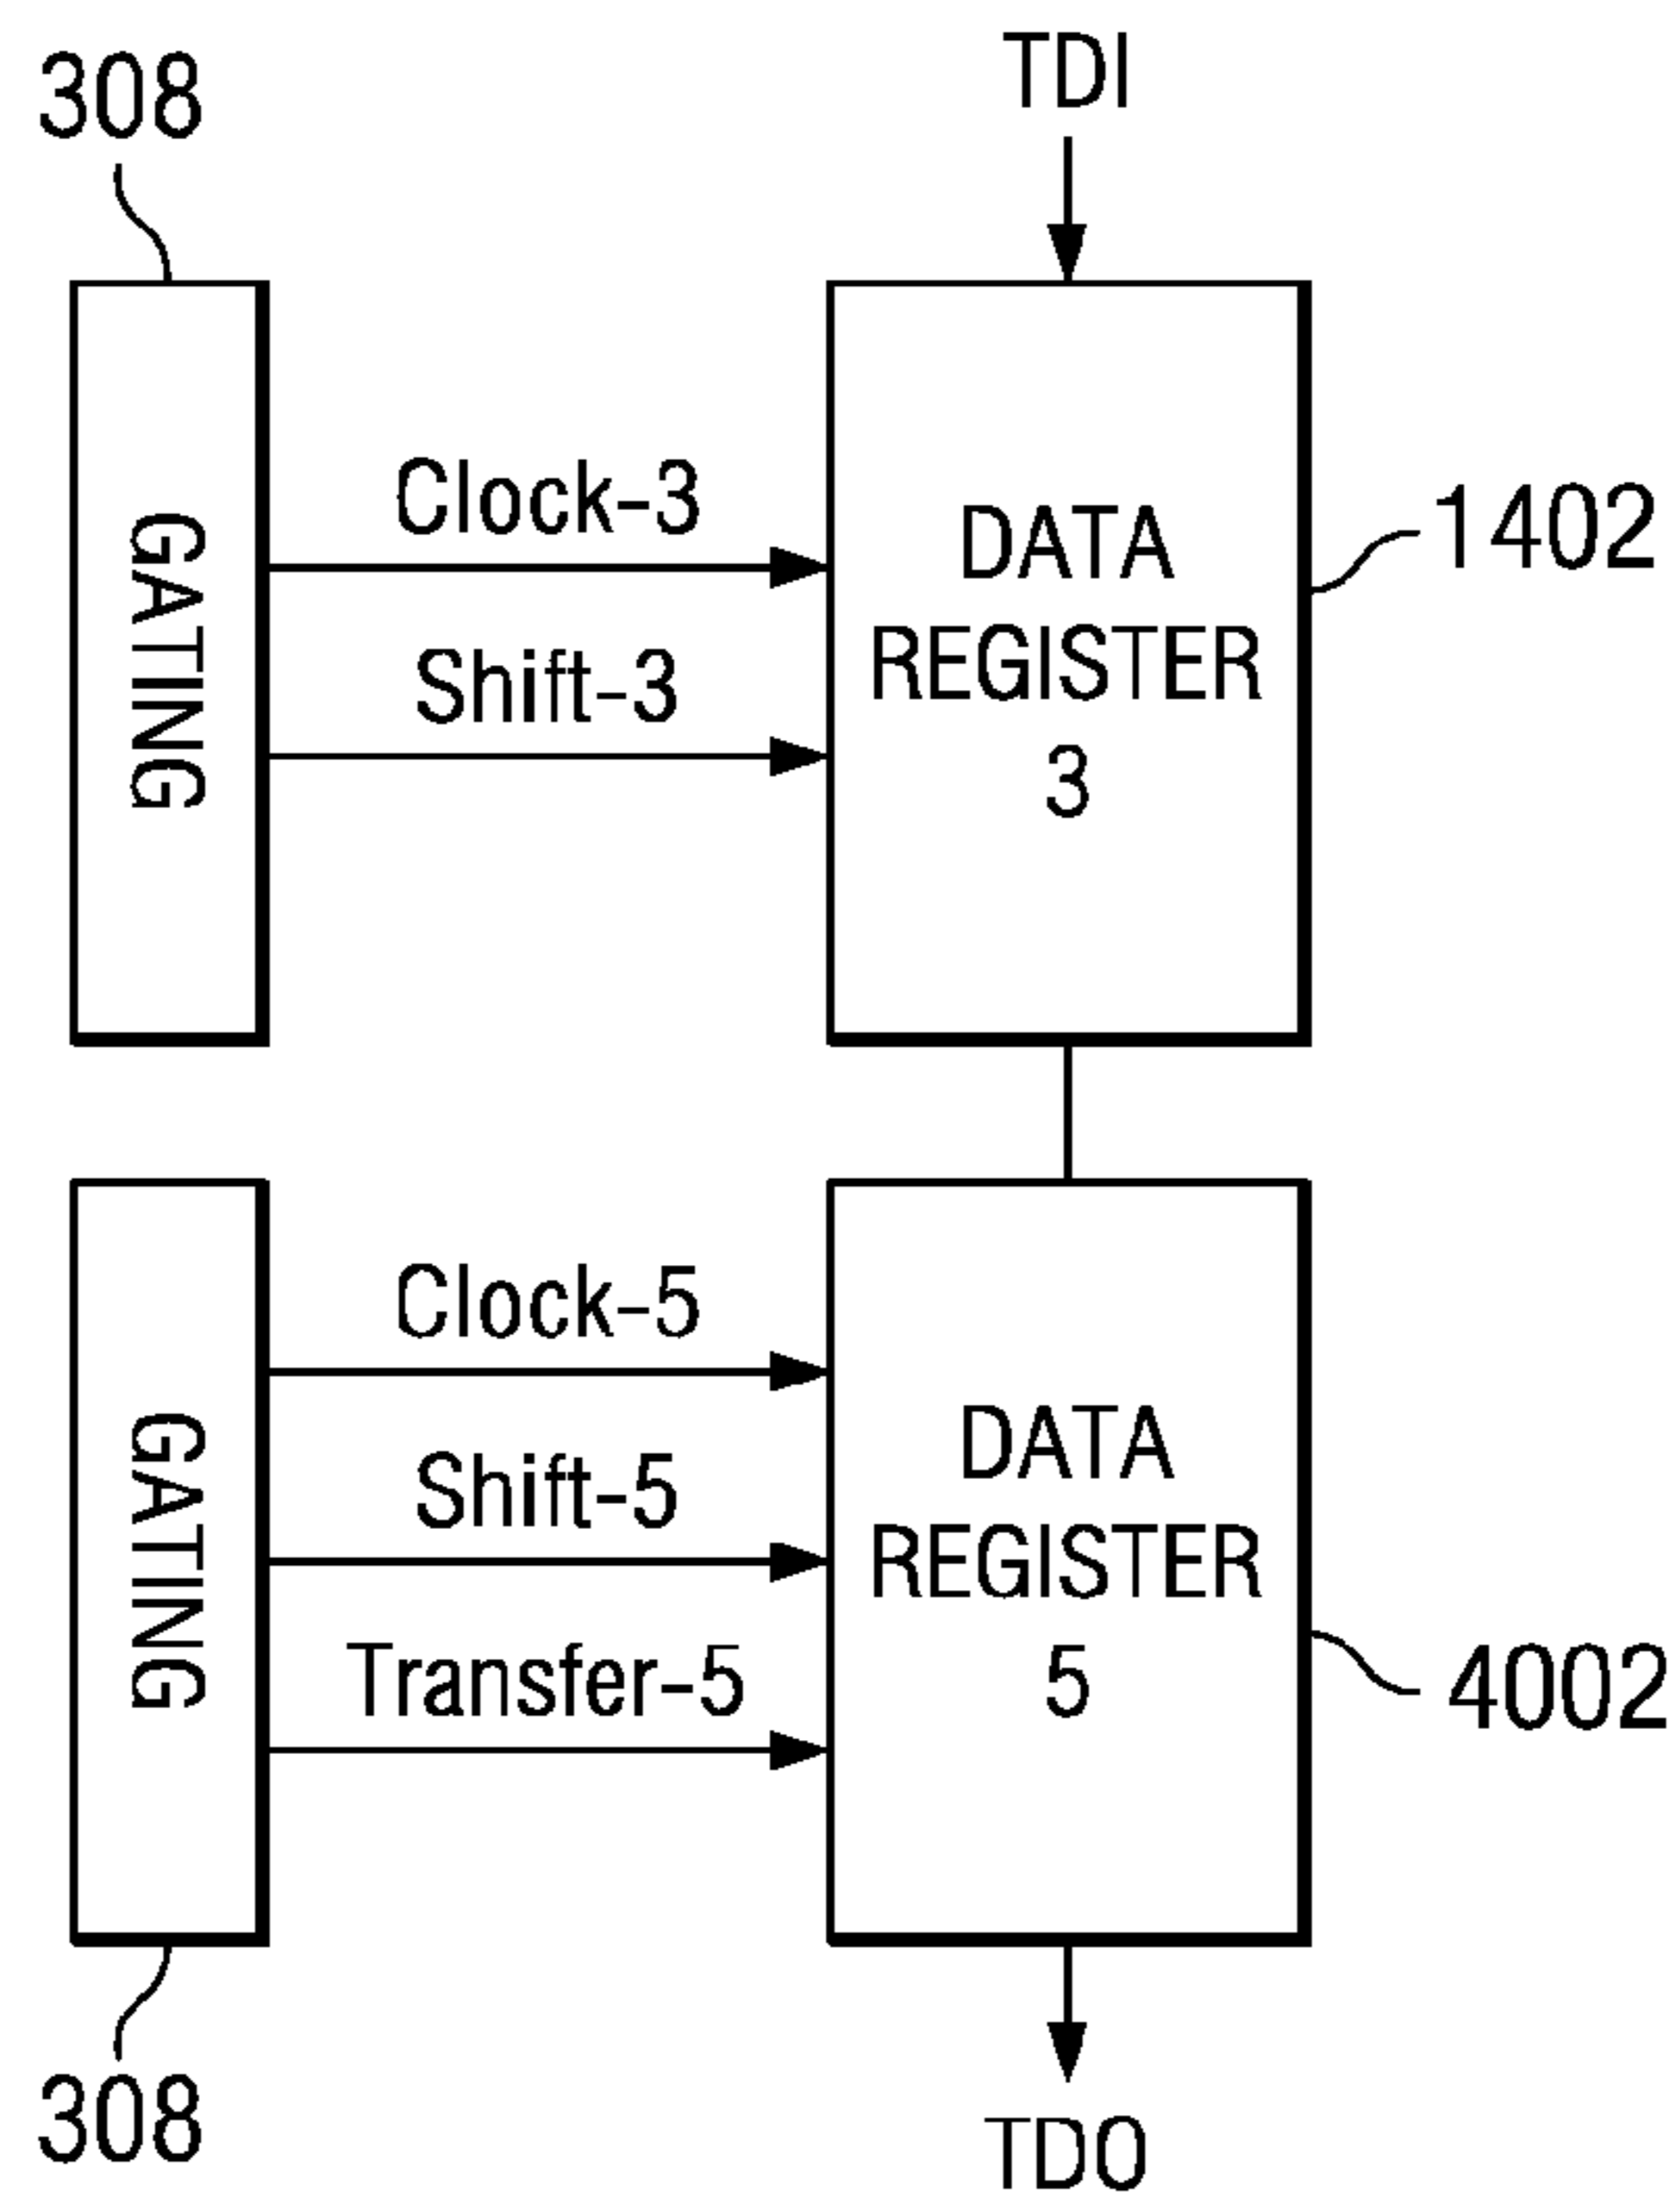 308
TDI
GATING
Clock-3
Shift-3
DATA
REGISTER
3
1402
GATING
Clock-5
Shift-5
Transfer-5
DATA
REGISTER
5
4002
308
TDO